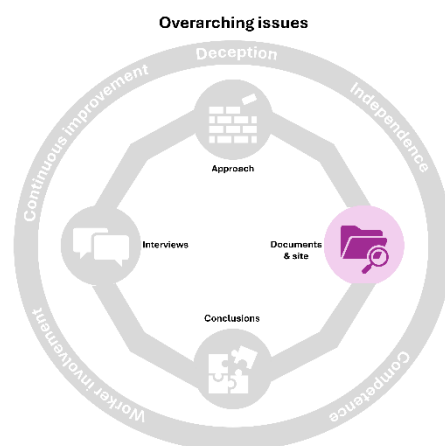 Overarching issues
Deception
Continuous improvement
Independence
Approach
Interviews
Documents
& site
Conclusions
Worker involvement
Competence